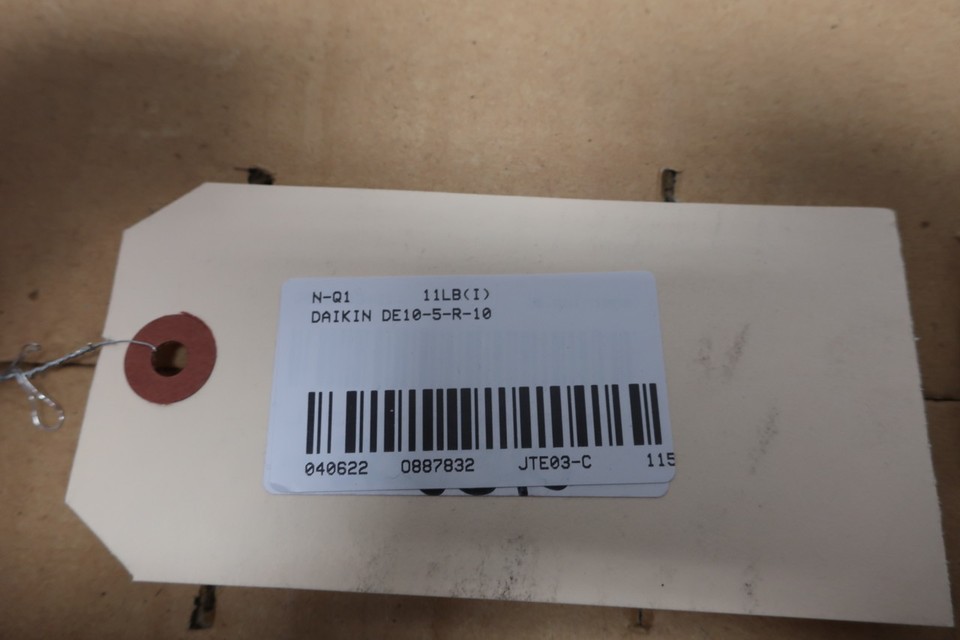 N-Q1 11LB(I)
DAIKIN DE10-5-R-10
040622 0887832 JTE03-C 115